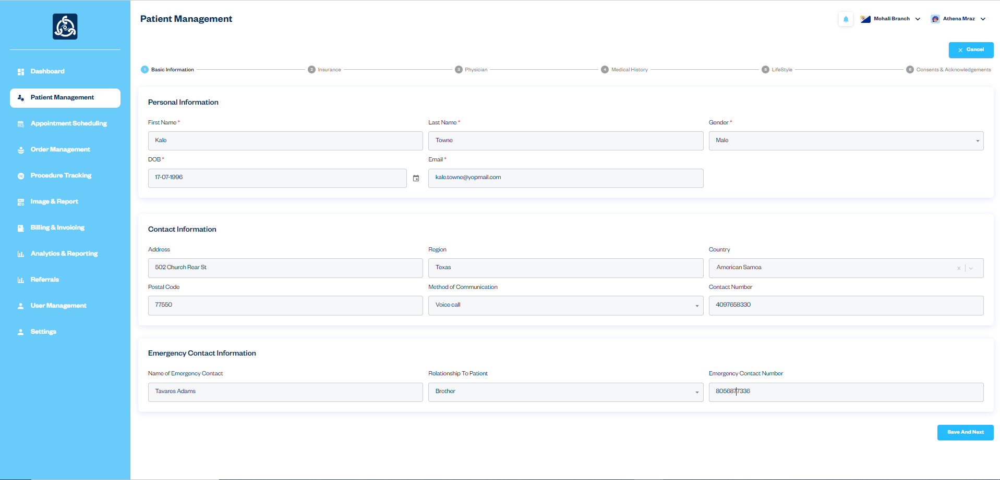 Patient Management
Mohali Branch
Athena Mraz
Cancel
Dashboard
Patient Management
Appointment Scheduling
Order Management
Procedure Tracking
Image & Report
Billing & Invoicing
Analytics & Reporting
Referrals
User Management
Settings
1 Basic Information
2 Insurance
3 Physician
4 Medical History
5 LifeStyle
6 Consents & Acknowledgements
Personal Information
First Name * Last Name * Gender *
Kale Towne Male
DOB * Email *
17-07-1996 kale.towne@yopmail.com
Contact Information
Address Region Country
502 Church Rear St Texas American Samoa
Postal Code Method of Communication Contact Number
77550 Voice call 4097658330
Emergency Contact Information
Name of Emergency Contact Relationship To Patient Emergency Contact Number
Tavares Adams Brother 8056877336
Save And Next